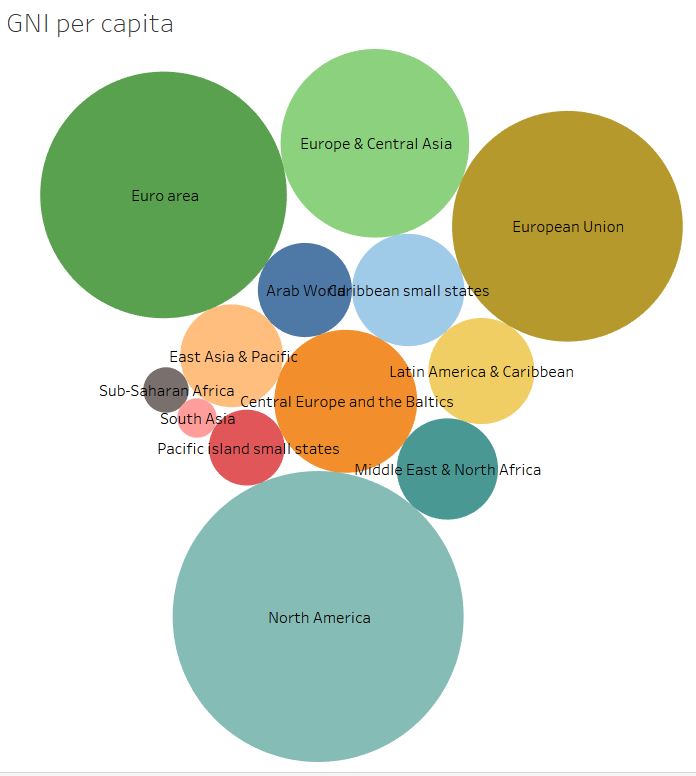 GNI per capita
Europe & Central Asia
Euro area
European Union
Arab World
Caribbean small states
East Asia & Pacific
Latin America & Caribbean
Sub-Saharan Africa
Central Europe and the Baltics
South Asia
Pacific island small states
Middle East & North Africa
North America